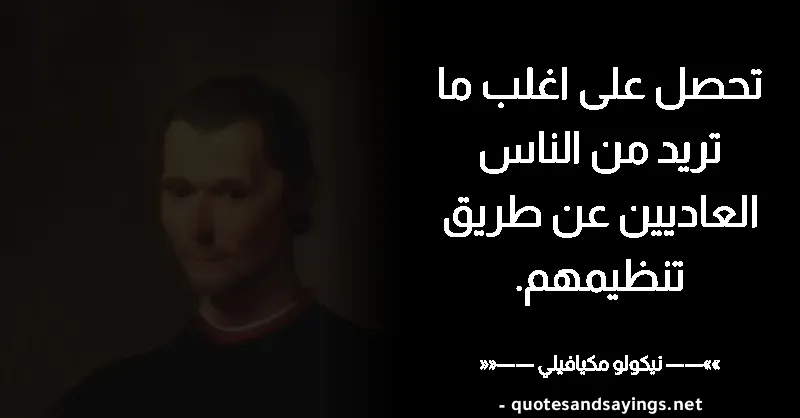 تحصل على اغلب ما
تريد من الناس
العاديين عن طريق
تنظيمهم.
»»——— نيكولو مكيافيلي ———««
- quotesandsayings.net